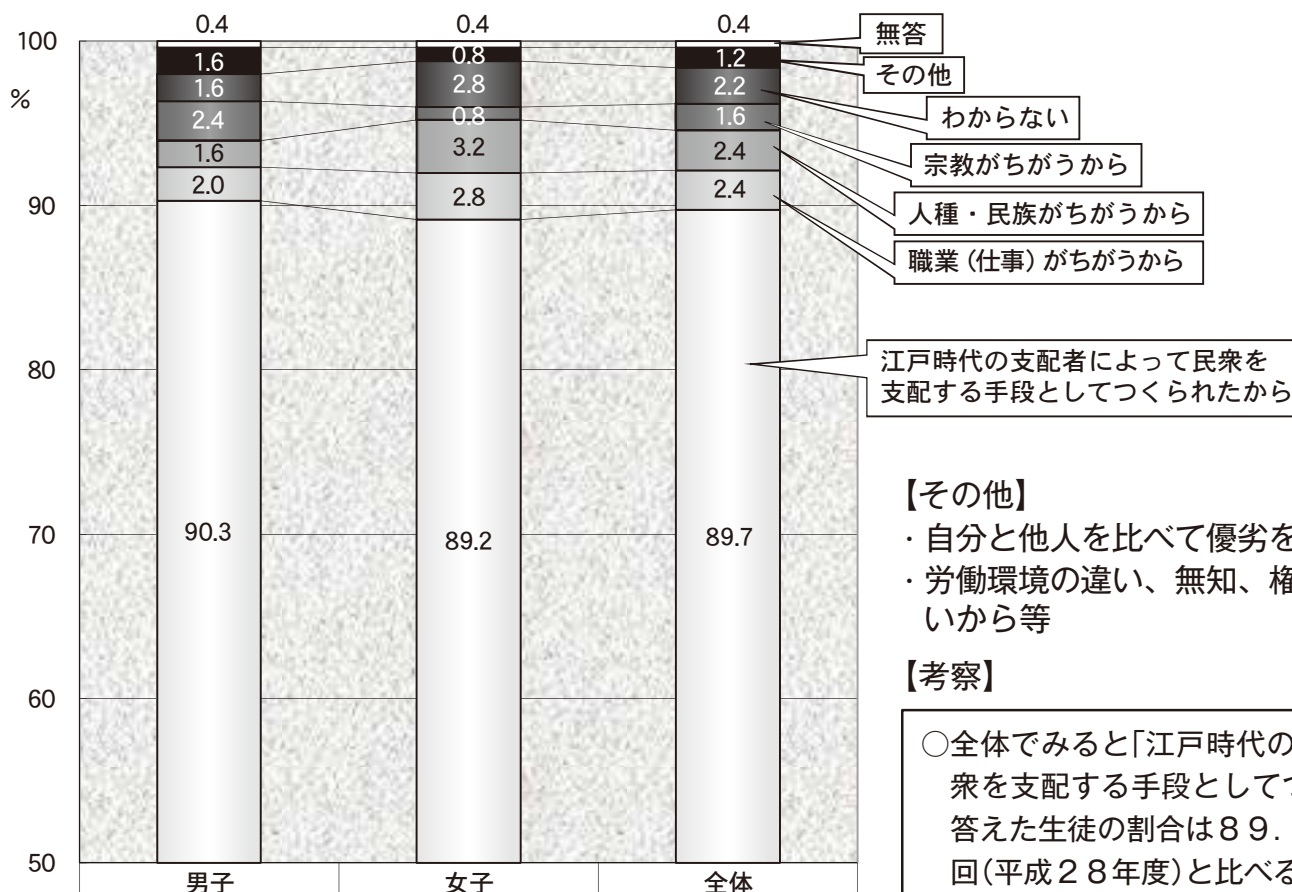 0.4 0.4 0.4
100
%
90
80
70
60
50
1.6
1.6
2.4
1.6
2.0
90.3
0.8
2.8
0.8
3.2
2.8
89.2
1.2
2.2
1.6
2.4
2.4
89.7
男子 女子 全体
無答
その他
わからない
宗教がちがうから
人種・民族がちがうから
職業（仕事）がちがうから
江戸時代の支配者によって民衆を
支配する手段としてつくられたから
【その他】
・自分と他人を比べて優劣を
・労働環境の違い、無知、権
いから等
【考察】
○全体でみると「江戸時代の
衆を支配する手段として
答えた生徒の割合は８９．
回（平成２８年度）と比べる